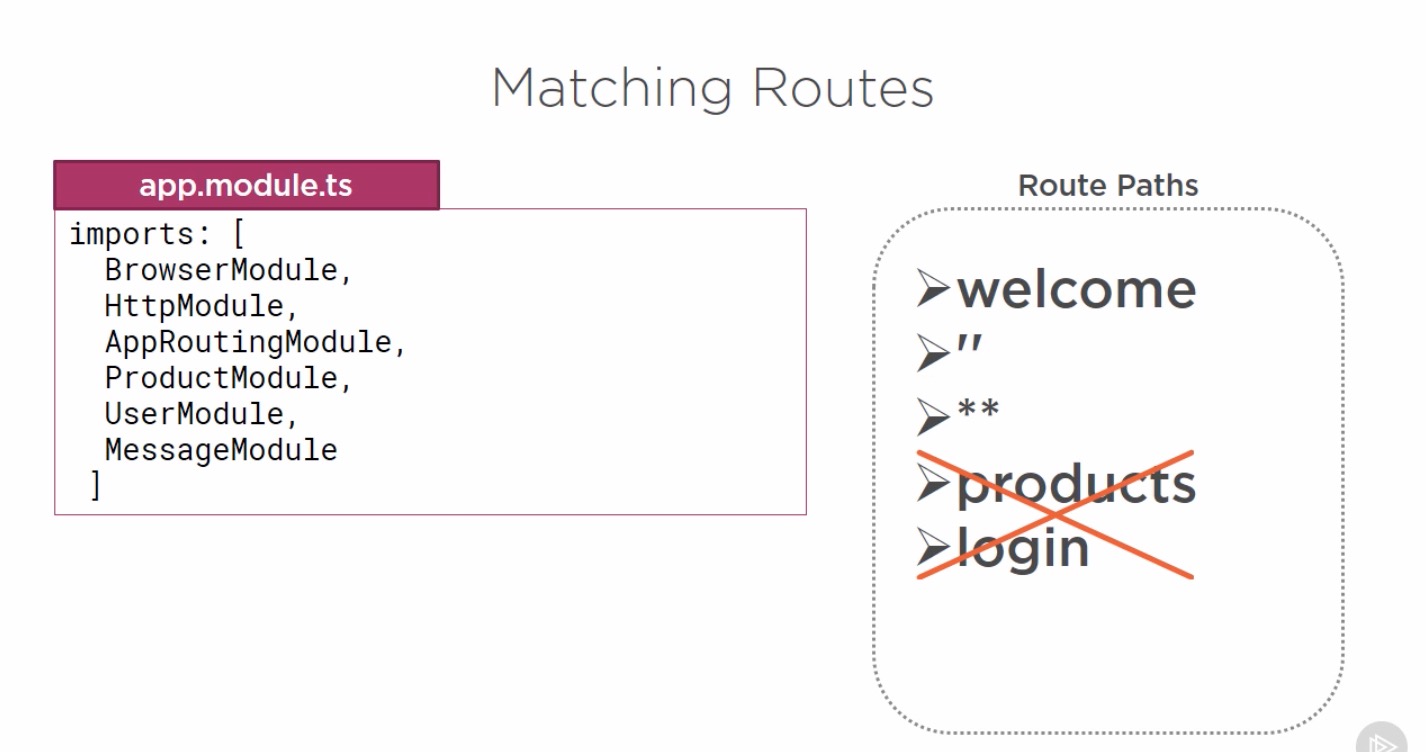 Matching Routes
app.module.ts
imports: [
BrowserModule,
HttpModule,
AppRoutingModule,
ProductModule,
UserModule,
MessageModule
]
Route Paths
➢welcome
➢''
➢**
➢products
➢login